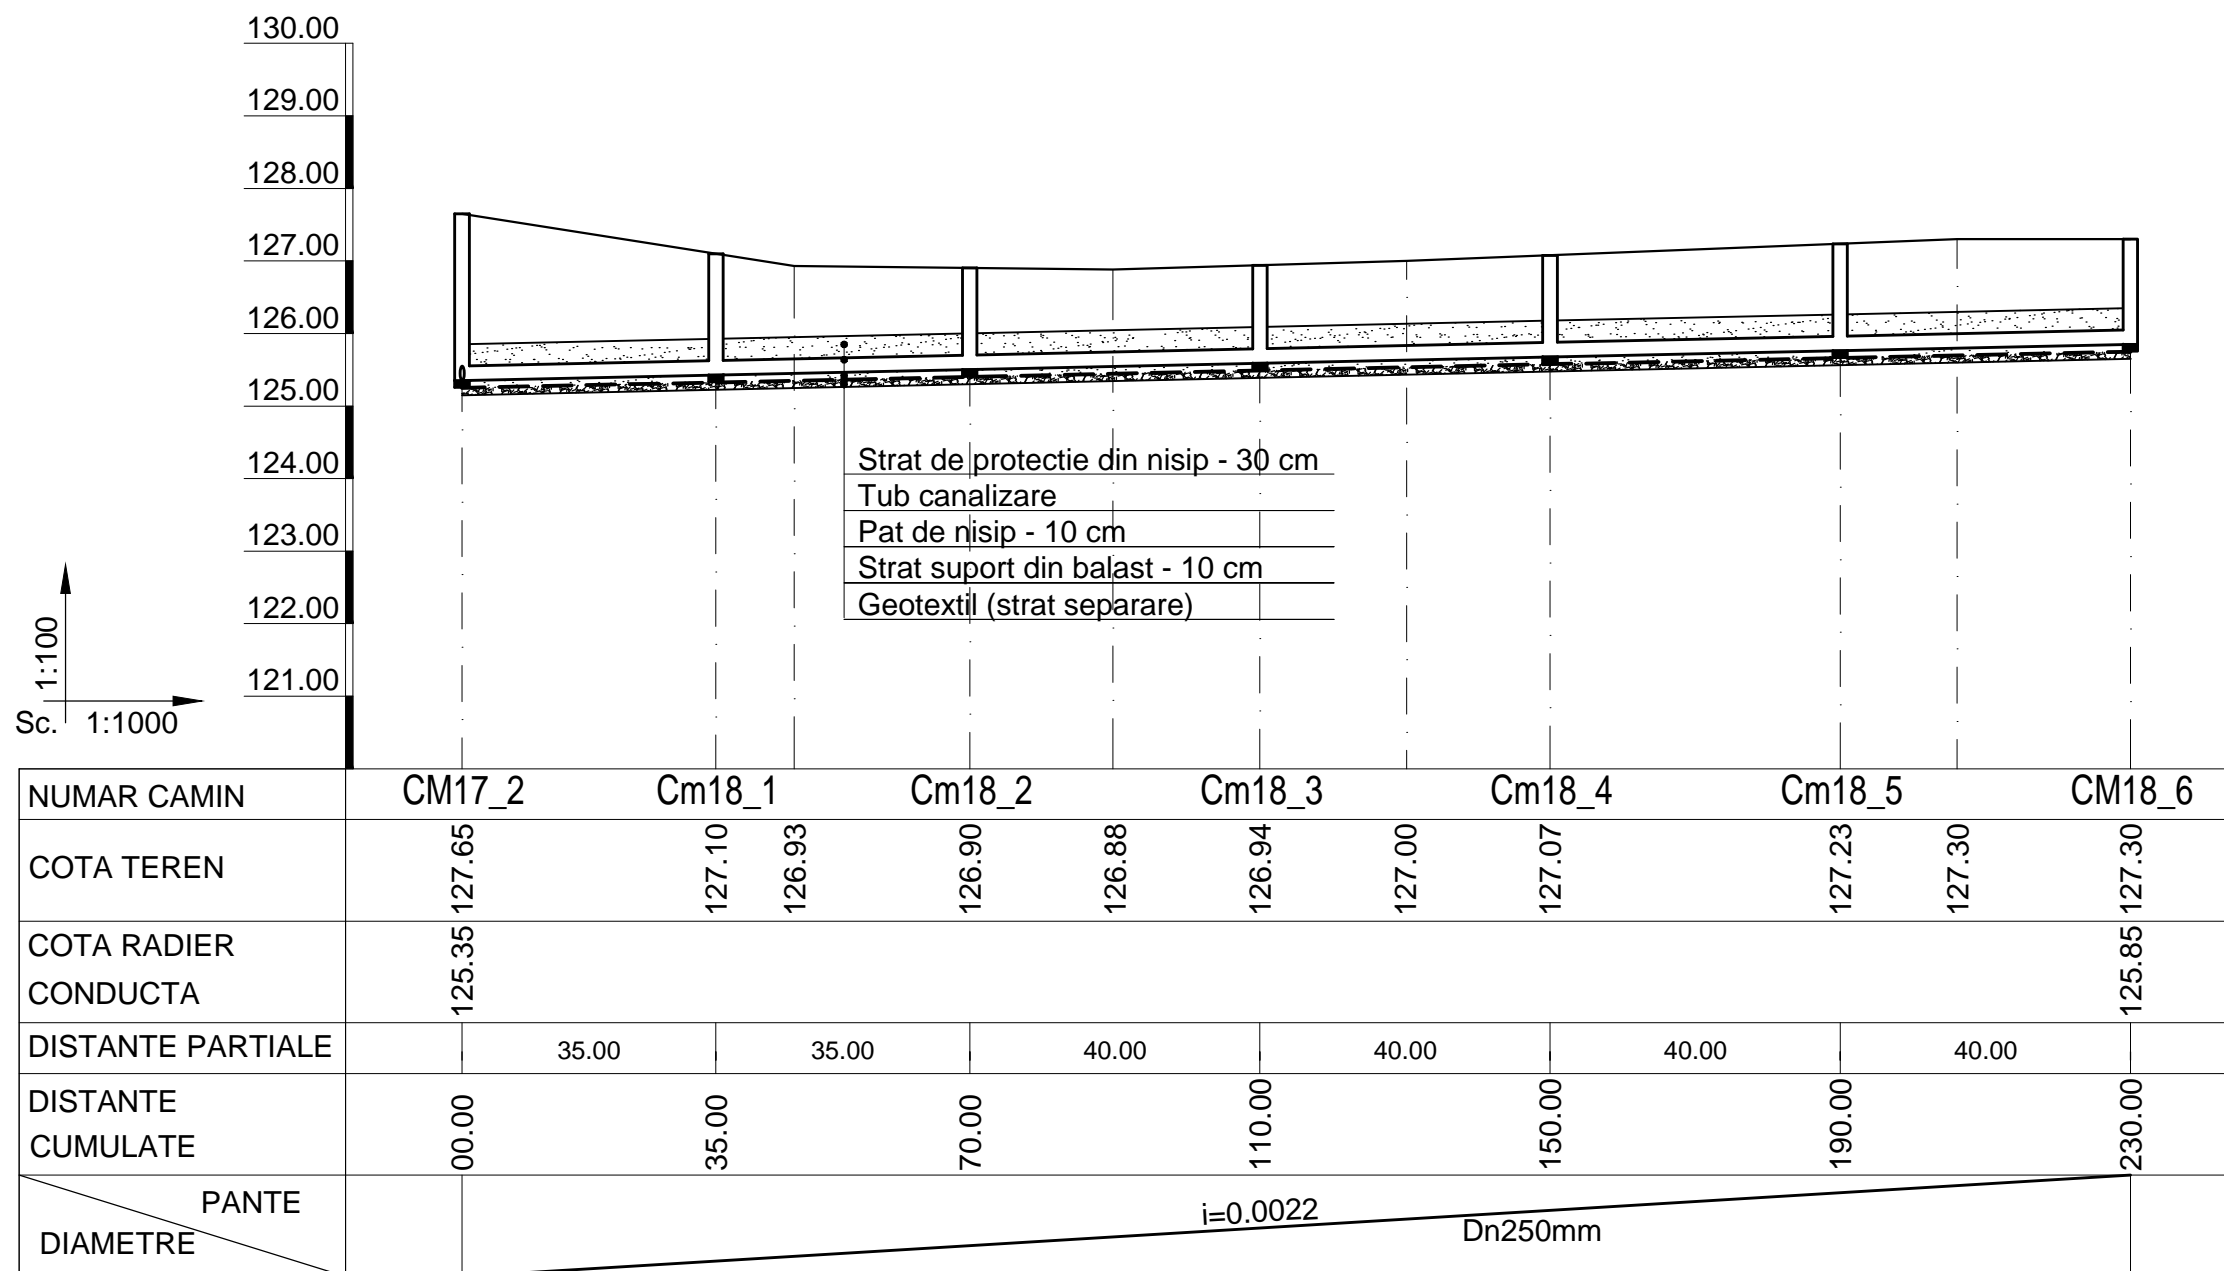 130.00
129.00
128.00
127.00
126.00
125.00
124.00
123.00
122.00
121.00
1:100
Sc. 1:1000
Strat de protectie din nisip - 30 cm
Tub canalizare
Pat de nisip - 10 cm
Strat suport din balast - 10 cm
Geotextil (strat separare)
NUMAR CAMIN CM17_2 Cm18_1 Cm18_2 Cm18_3 Cm18_4 Cm18_5 CM18_6
COTA TEREN 127.65 127.10 126.93 126.90 126.88 126.94 127.00 127.07 127.23 127.30 127.30
COTA RADIER
CONDUCTA 125.35 125.85
DISTANTE PARTIALE 35.00 35.00 40.00 40.00 40.00 40.00
DISTANTE
CUMULATE 00.00 35.00 70.00 110.00 150.00 190.00 230.00
PANTE i=0.0022
DIAMETRE Dn250mm